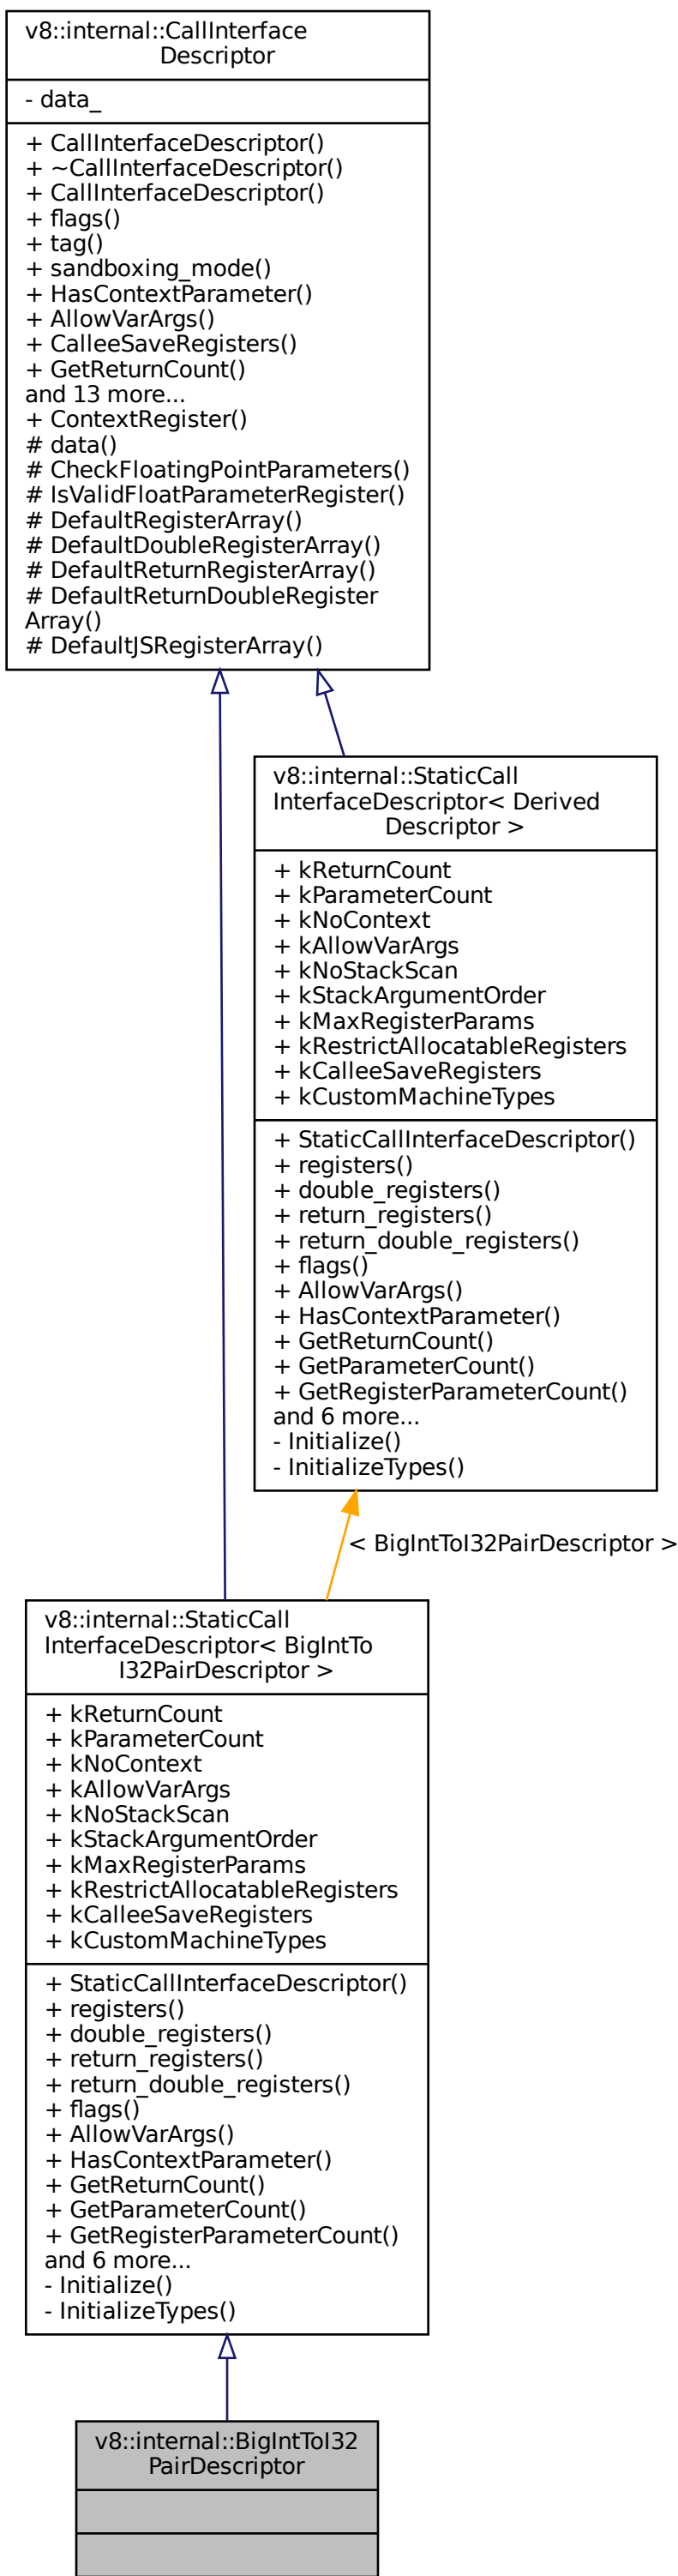 v8::internal::CallInterface
Descriptor
- data_
+ CallInterfaceDescriptor()
+ ~CallInterfaceDescriptor()
+ CallInterfaceDescriptor()
+ flags()
+ tag()
+ sandboxing_mode()
+ HasContextParameter()
+ AllowVarArgs()
+ CalleeSaveRegisters()
+ GetReturnCount()
and 13 more...
+ ContextRegister()
# data()
# CheckFloatingPointParameters()
# IsValidFloatParameterRegister()
# DefaultRegisterArray()
# DefaultDoubleRegisterArray()
# DefaultReturnRegisterArray()
# DefaultReturnDoubleRegister
Array()
# DefaultJSRegisterArray()
v8::internal::StaticCall
InterfaceDescriptor< Derived
Descriptor >
+ kReturnCount
+ kParameterCount
+ kNoContext
+ kAllowVarArgs
+ kNoStackScan
+ kStackArgumentOrder
+ kMaxRegisterParams
+ kRestrictAllocatableRegisters
+ kCalleeSaveRegisters
+ kCustomMachineTypes
+ StaticCallInterfaceDescriptor()
+ registers()
+ double_registers()
+ return_registers()
+ return_double_registers()
+ flags()
+ AllowVarArgs()
+ HasContextParameter()
+ GetReturnCount()
+ GetParameterCount()
+ GetRegisterParameterCount()
and 6 more...
- Initialize()
- InitializeTypes()
< BigIntToI32PairDescriptor >
v8::internal::StaticCall
InterfaceDescriptor< BigIntTo
I32PairDescriptor >
+ kReturnCount
+ kParameterCount
+ kNoContext
+ kAllowVarArgs
+ kNoStackScan
+ kStackArgumentOrder
+ kMaxRegisterParams
+ kRestrictAllocatableRegisters
+ kCalleeSaveRegisters
+ kCustomMachineTypes
+ StaticCallInterfaceDescriptor()
+ registers()
+ double_registers()
+ return_registers()
+ return_double_registers()
+ flags()
+ AllowVarArgs()
+ HasContextParameter()
+ GetReturnCount()
+ GetParameterCount()
+ GetRegisterParameterCount()
and 6 more...
- Initialize()
- InitializeTypes()
v8::internal::BigIntToI32
PairDescriptor